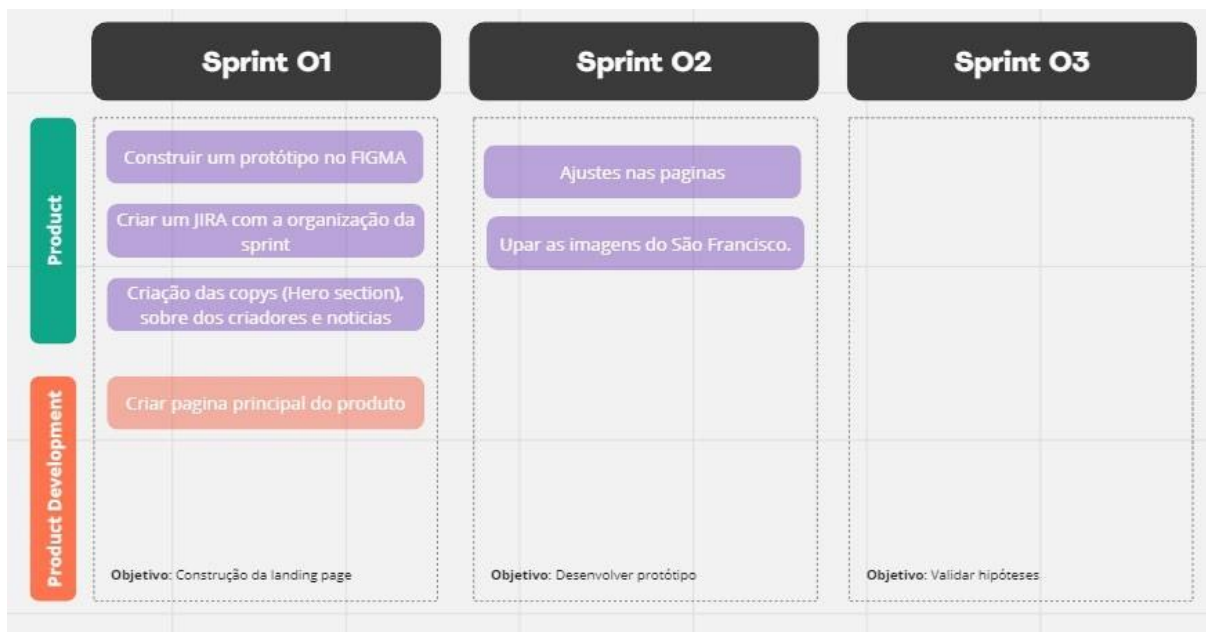 Sprint 01
Sprint 02
Sprint 03
Product
Construir um protótipo no FIGMA
Criar um JIRA com a organização da
sprint
Criação das copys (Hero section),
sobre dos criadores e noticias
Ajustes nas paginas
Upar as imagens do São Francisco.
Product Development
Criar pagina principal do produto
Objetivo: Construção da landing page
Objetivo: Desenvolver protótipo
Objetivo: Validar hipóteses